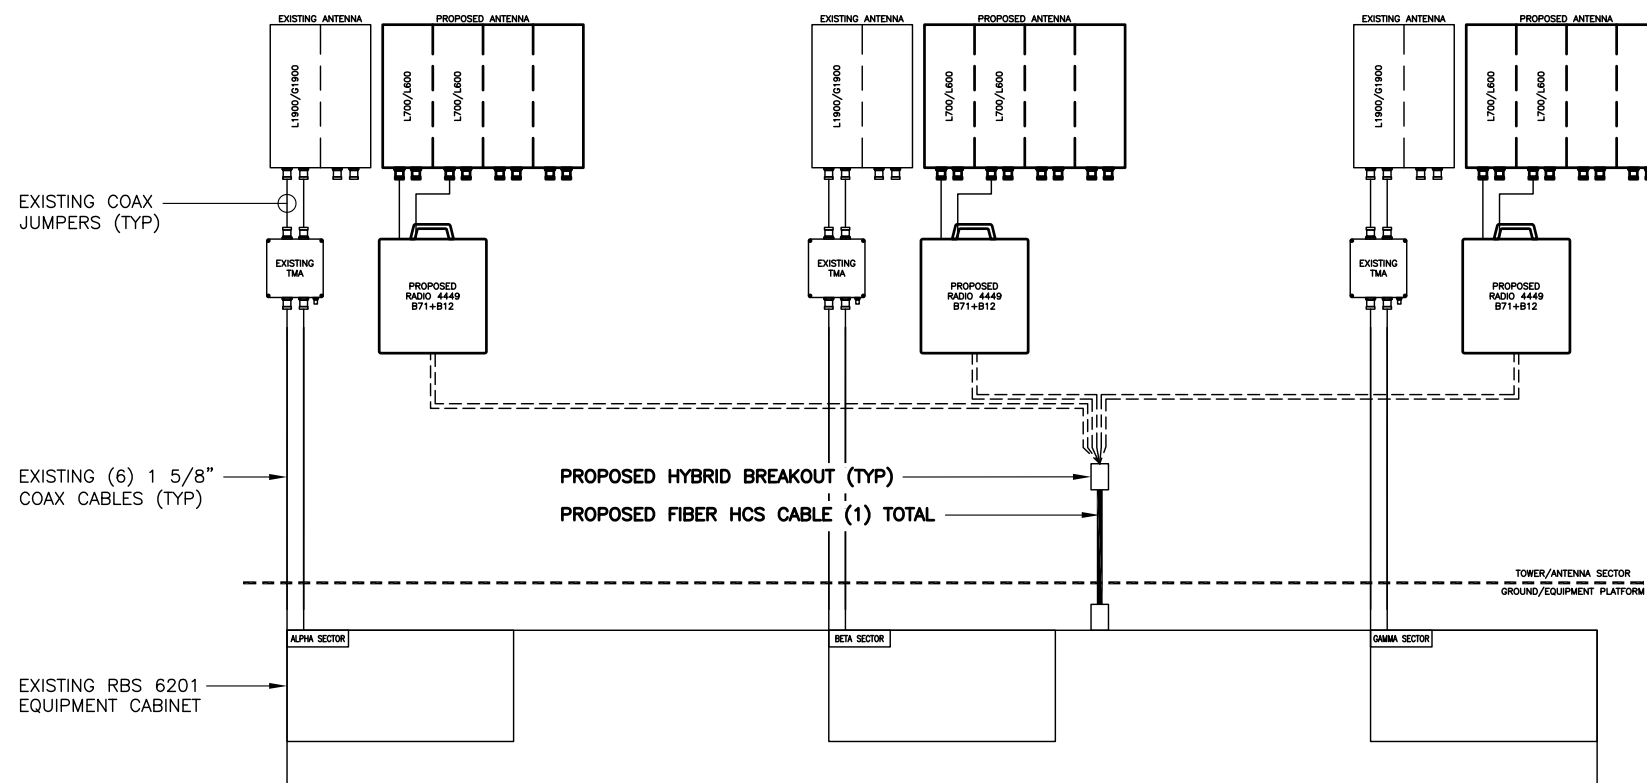 EXISTING ANTENNA
PROPOSED ANTENNA
EXISTING ANTENNA
PROPOSED ANTENNA
EXISTING ANTENNA
PROPOSED ANTENNA
L1900/G1900
L700/L600
L700/L600
L1900/G1900
L700/L600
L700/L600
L1900/G1900
L700/L600
L700/L600
EXISTING COAX
JUMPERS (TYP)
EXISTING
TMA
PROPOSED
RADIO 4449
B71+B12
EXISTING
TMA
PROPOSED
RADIO 4449
B71+B12
EXISTING
TMA
PROPOSED
RADIO 4449
B71+B12
EXISTING (6) 1 5/8"
COAX CABLES (TYP)
PROPOSED HYBRID BREAKOUT (TYP)
PROPOSED FIBER HCS CABLE (1) TOTAL
TOWER/ANTENNA SECTOR
GROUND/EQUIPMENT PLATFORM
ALPHA SECTOR
BETA SECTOR
GAMMA SECTOR
EXISTING RBS 6201
EQUIPMENT CABINET